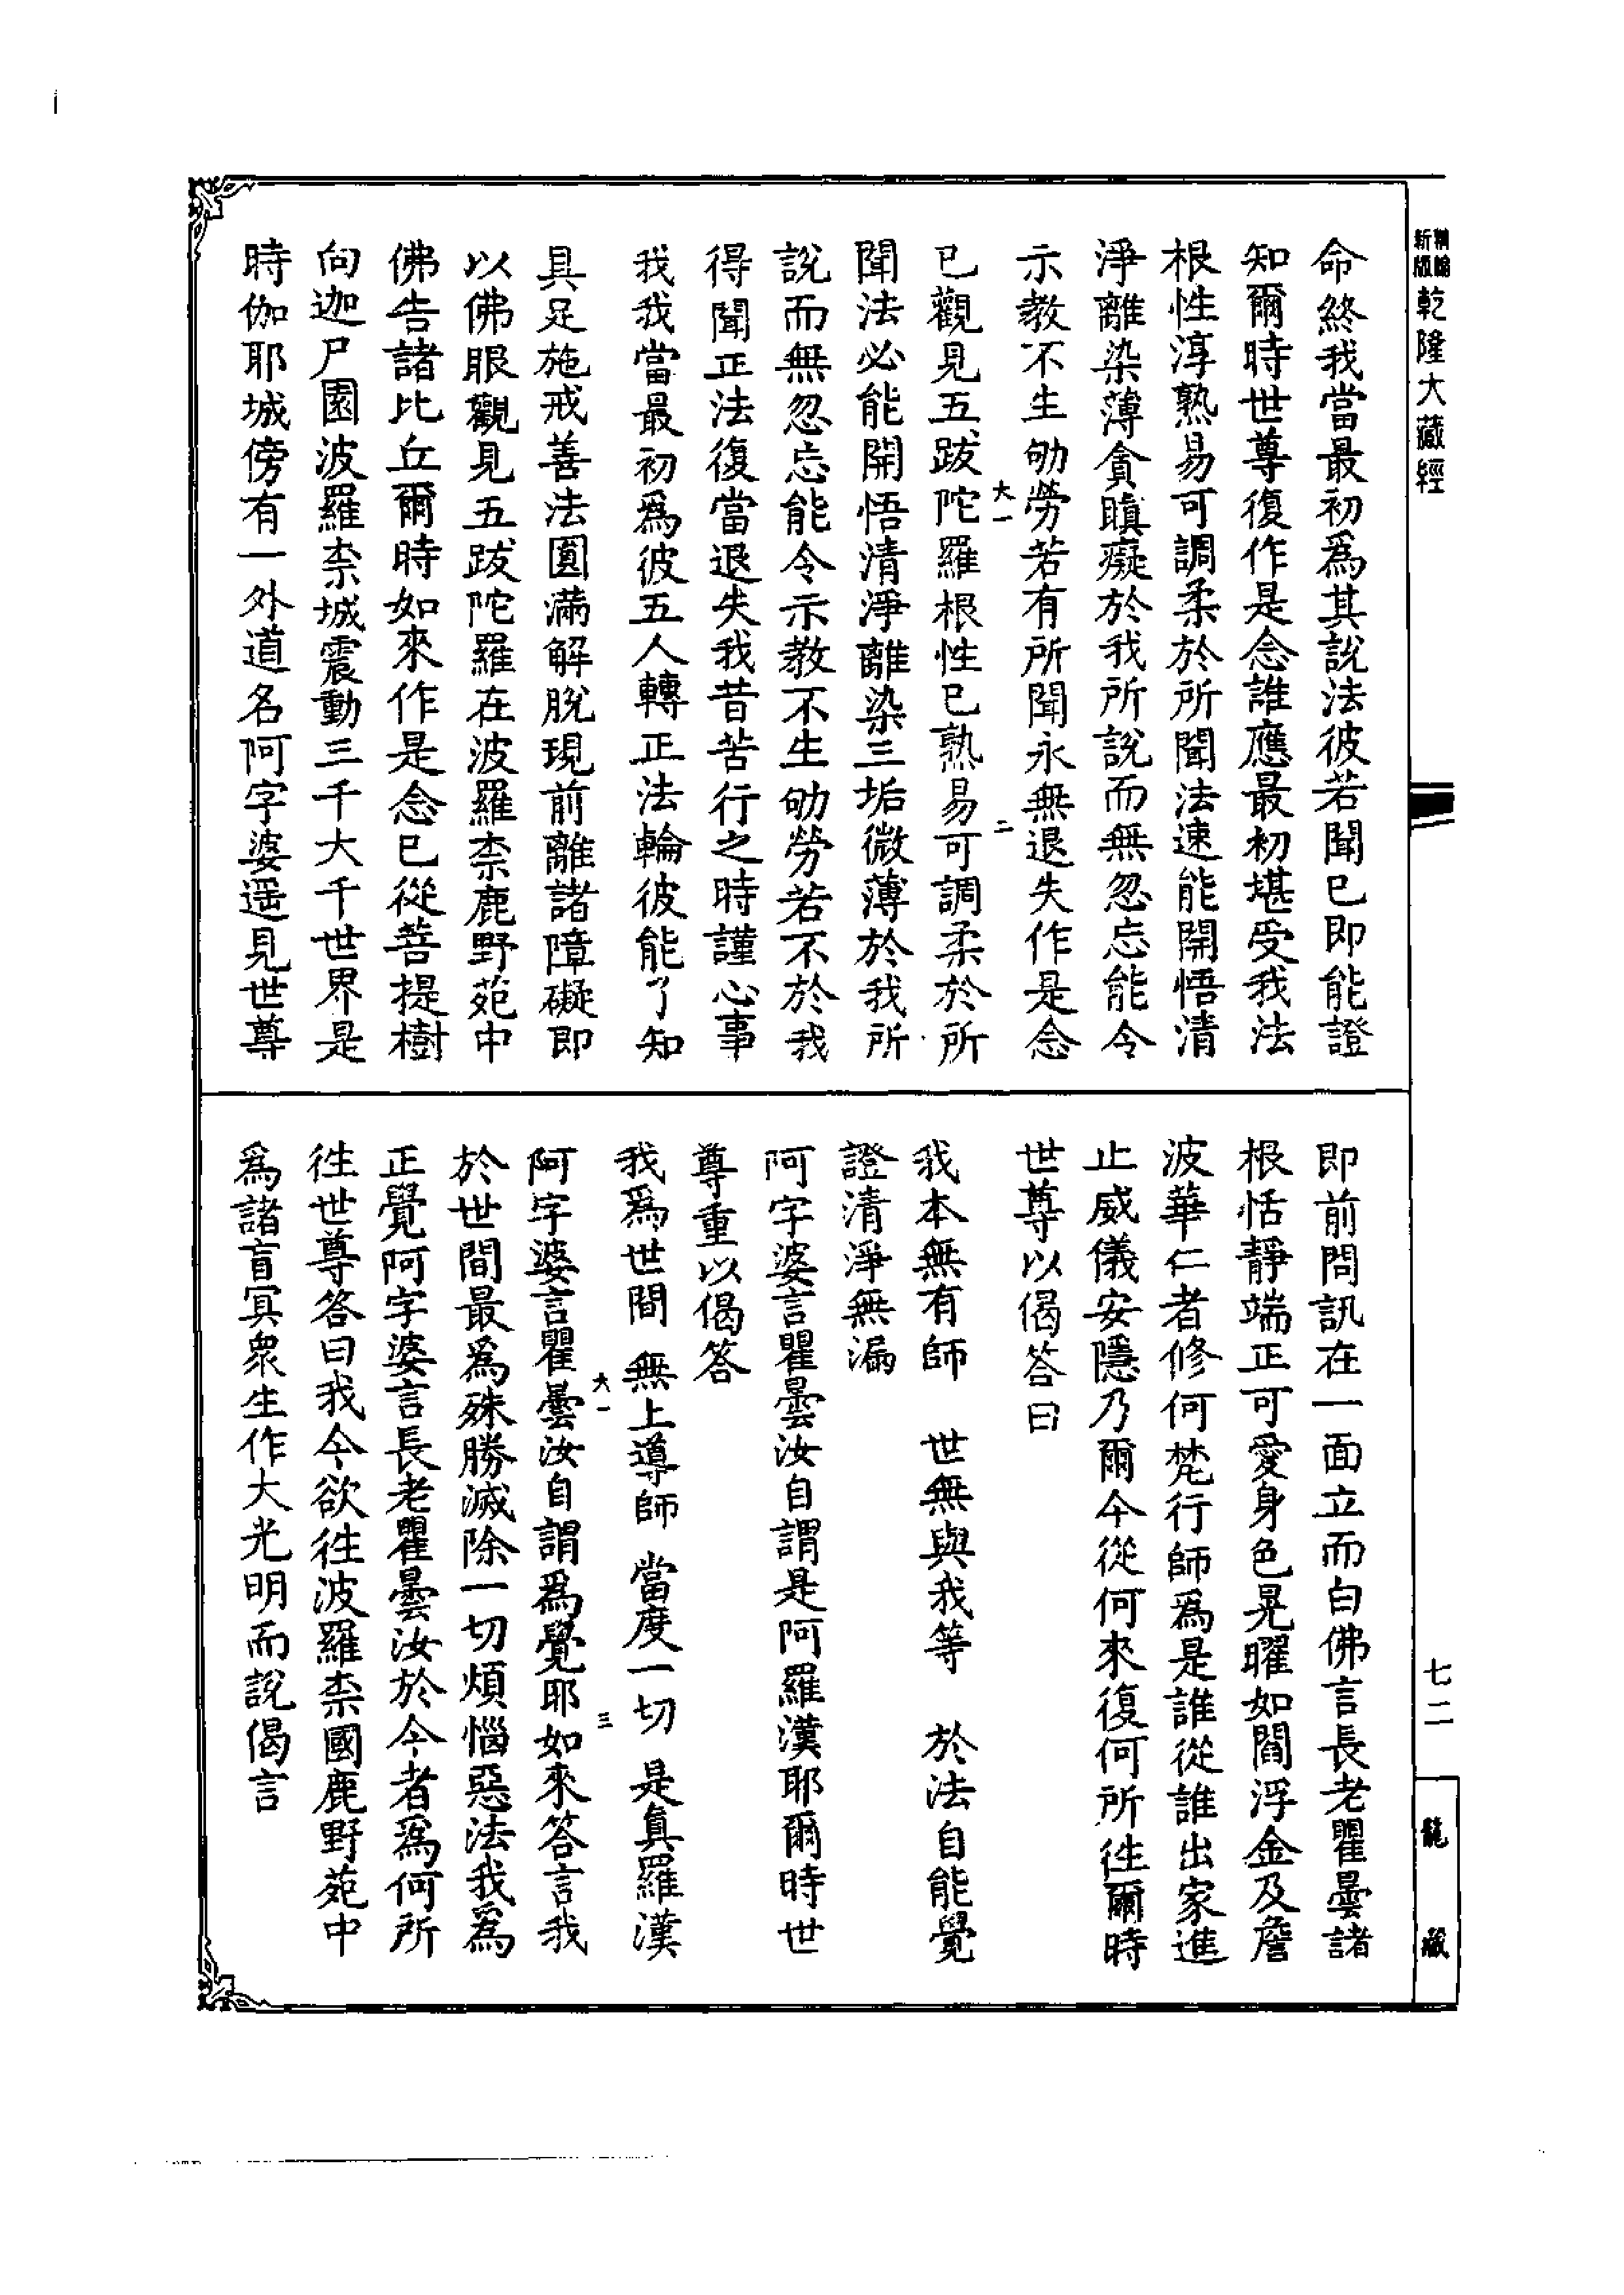 新版
精緻
乾隆大藏經
命終我當最初爲其說法彼若聞已即能證
知爾時世尊復作是念誰應最初堪受我法
根性淳熟易可調柔於所聞法速能開悟清
淨離染薄貪瞋癡於我所說而無忽忘能令
示教不生劬勞若有所聞永無退失作是念
大一
二
已觀見五跋陀羅根性已熟易可調柔於所
聞法必能開悟清淨離染三垢微薄於我所
說而無忽忘能令示教不生劬勞若不於我
得聞正法復當退失我昔苦行之時謹心事
我我當最初爲彼五人轉正法輪彼能了知
具足施戒善法圓滿解脫現前離諸障礙即
以佛眼觀見五跋陀羅在波羅柰鹿野苑中
佛告諸比丘爾時如來作是念已從菩提樹
向迦尸園波羅柰城震動三千大千世界是
時伽耶城傍有一外道名阿字婆遥見世尊
即前問訊在一面立而白佛言長老瞿曇諸
根恬靜端正可愛身色晃曜如閻浮金及詹
波華仁者修何梵行師爲是誰從誰出家進
止威儀安隱乃爾今從何來復何所徃爾時
世尊以偈答曰
我本無有師　世無與我等　於法自能覺
證清淨無漏
阿字婆言瞿曇汝自謂是阿羅漢耶爾時世
尊重以偈答
我爲世間　無上導師　當度一切　是真羅漢
大一
三
阿字婆言瞿曇汝自謂爲覺耶如來答言我
於世間最爲殊勝滅除一切煩惱惡法我爲
正覺阿字婆言長老瞿曇汝於今者爲何所
徃世尊答曰我今欲徃波羅柰國鹿野苑中
爲諸盲冥衆生作大光明而說偈言
七二
龍藏